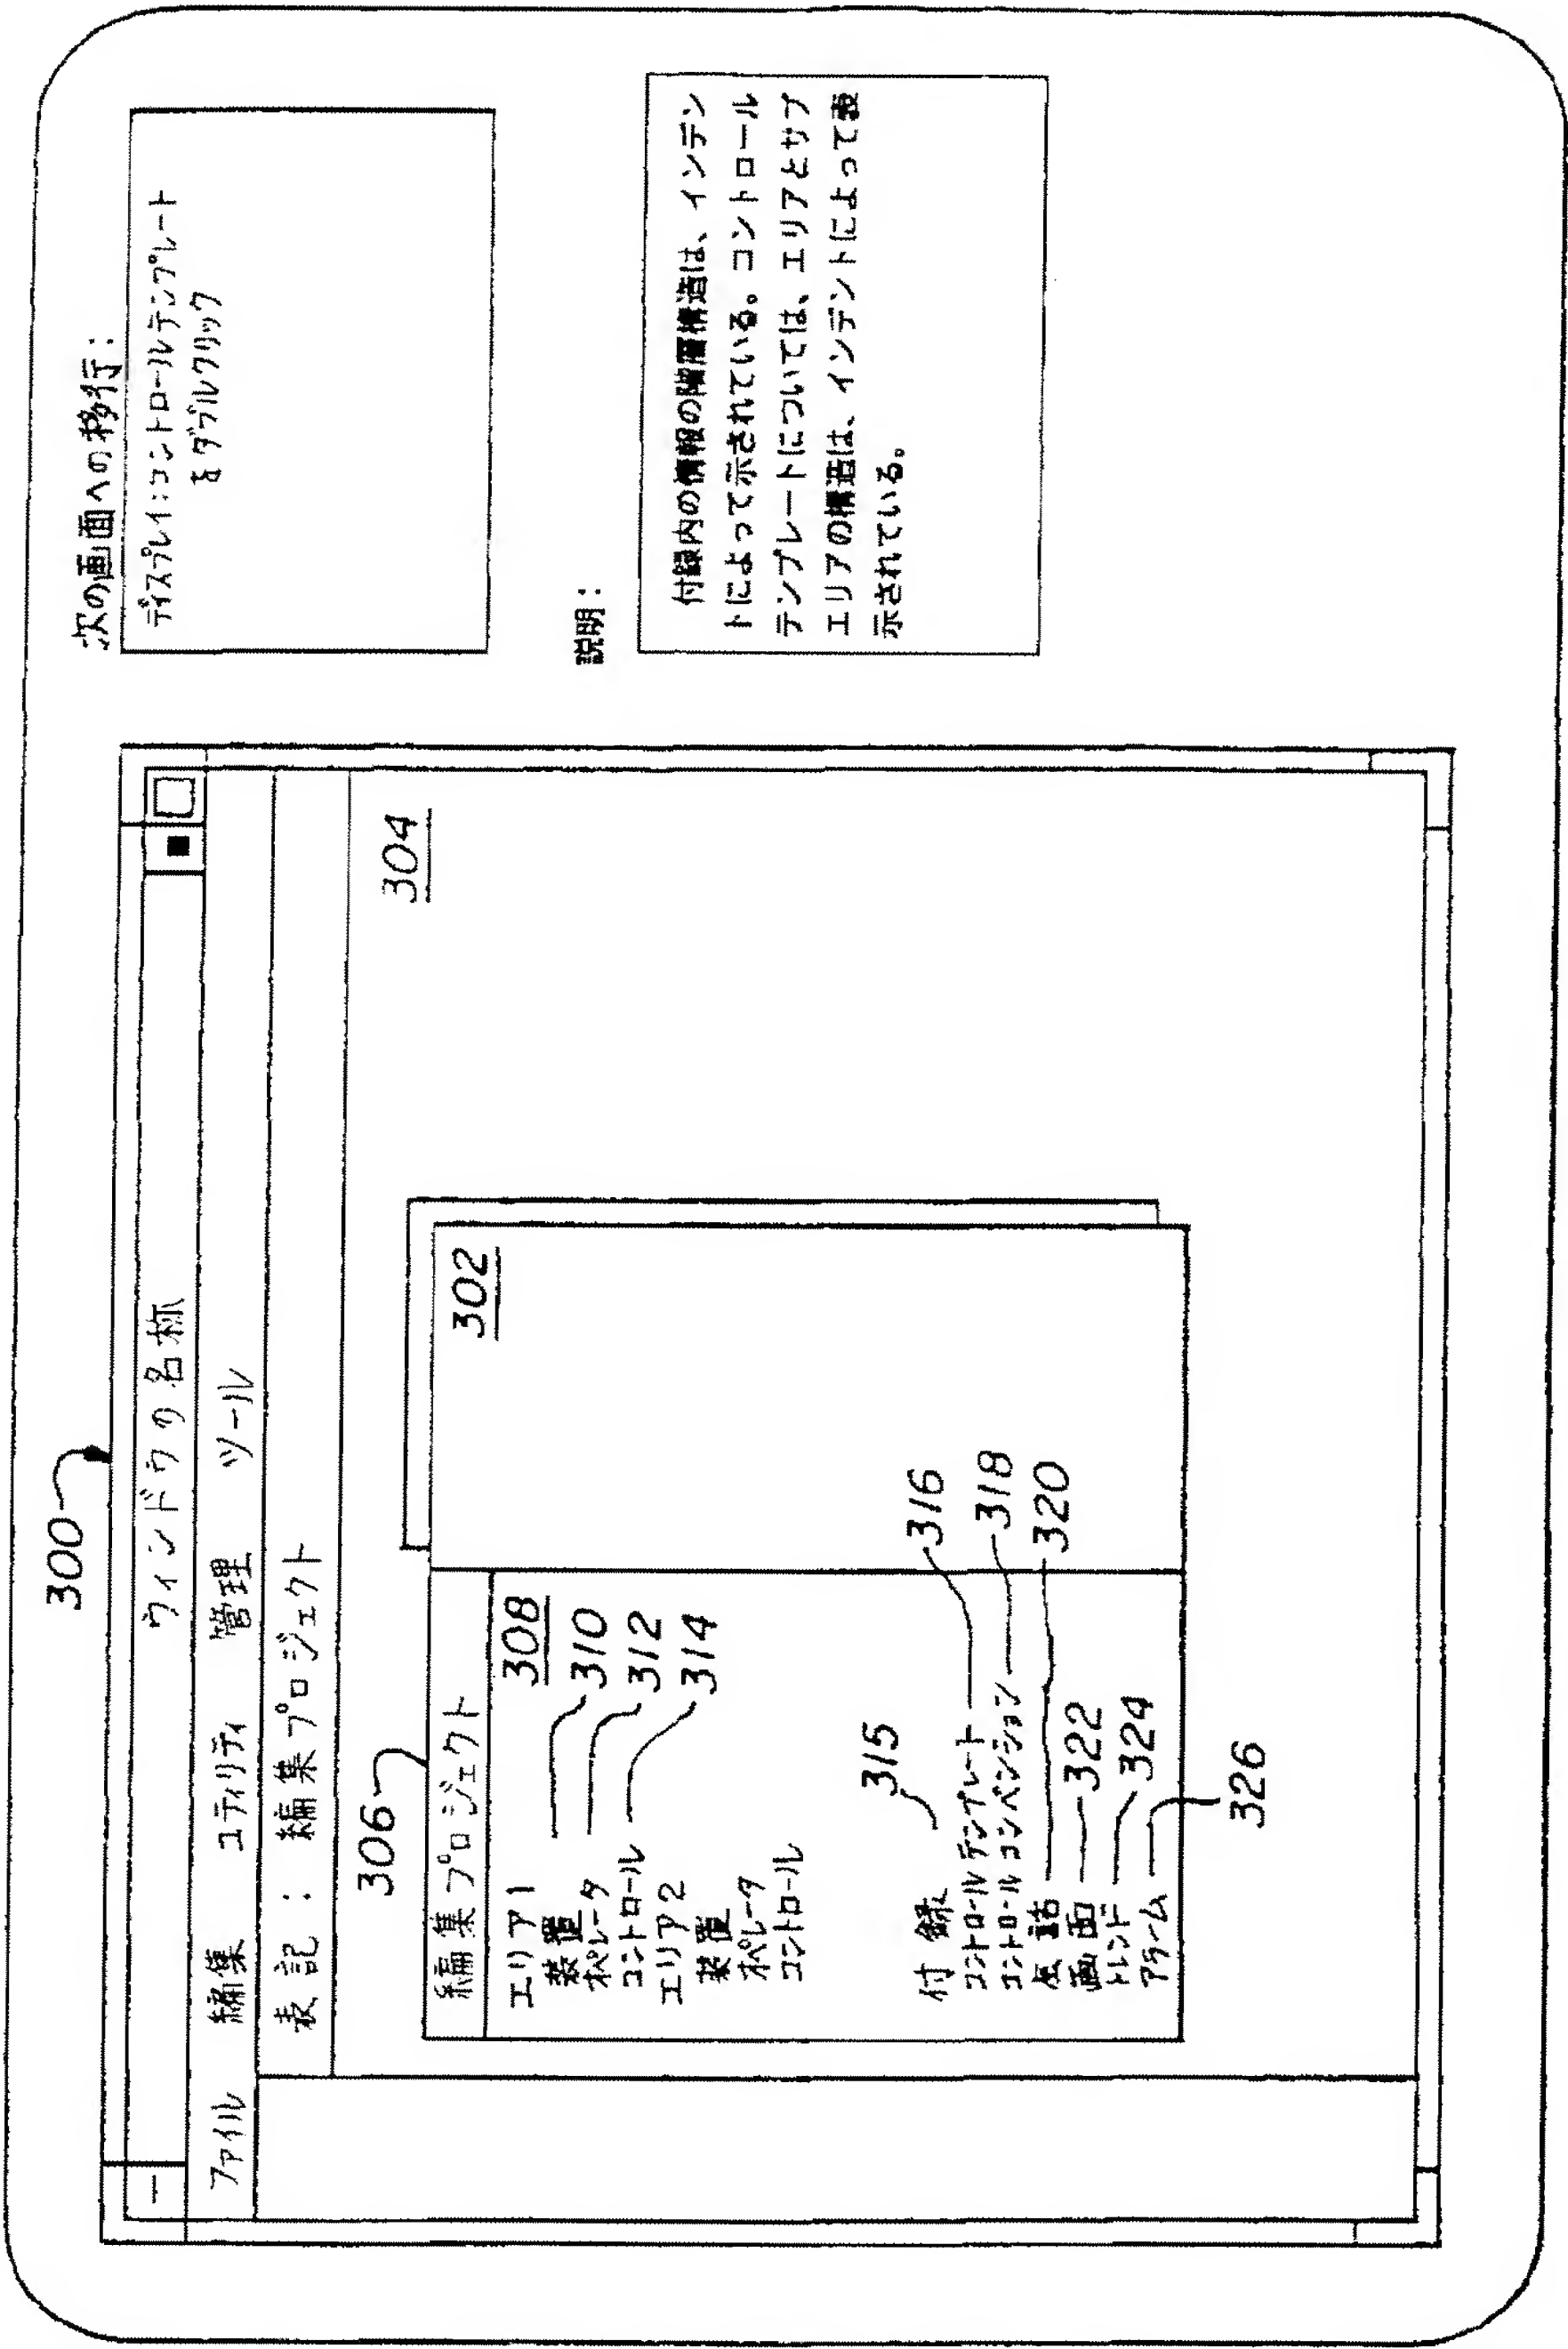 300
ウィンドウの名称
ファイル 編集 ユティリティ 管理 ツール
表記：編集プロジェクト
304
306
編集プロジェクト
302
308
エリア1
310
装置
312
オペレータ
314
コントロール
エリア2
装置
オペレータ
コントロール
315
付録
316
コントロールテンプレート
318
コントロールコンベンション
320
322
画面
324
トレンド
326
アラーム
次の画面への移行：
ディスプレイ：コントロールテンプレート
をダブルクリック
説明：
付録内の情報の階層構造は、インデン
トによって示されている。コントロール
テンプレートについては、エリアとサブ
エリアの構造は、インデントによって表
示されている。